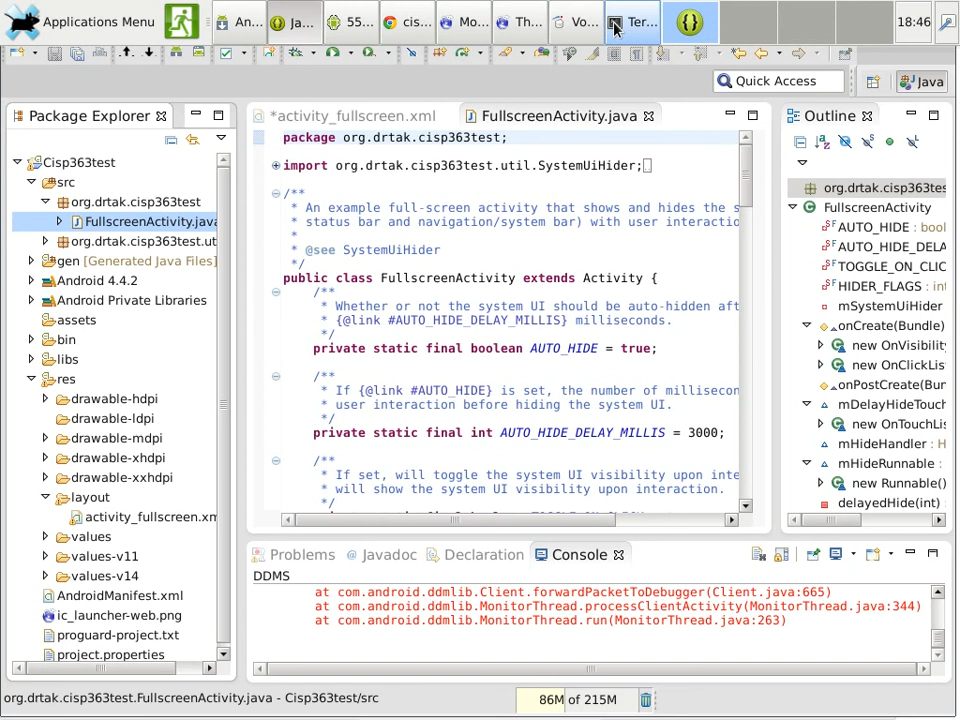 Applications Menu
An...
Ja...
55...
cis...
Mo...
Th...
Vo...
Ter...
18:46
Quick Access
Java
Package Explorer
*activity_fullscreen.xml
FullscreenActivity.java
Outline
Cisp363test
src
org.drtak.cisp363test
FullscreenActivity.java
org.drtak.cisp363test.ut
gen [Generated Java Files]
Android 4.4.2
Android Private Libraries
assets
bin
libs
res
drawable-hdpi
drawable-ldpi
drawable-mdpi
drawable-xhdpi
drawable-xxhdpi
layout
activity_fullscreen.xm
values
values-v11
values-v14
AndroidManifest.xml
ic_launcher-web.png
proguard-project.txt
project.properties
package org.drtak.cisp363test;
import org.drtak.cisp363test.util.SystemUiHider;
/**
* An example full-screen activity that shows and hides the s
* status bar and navigation/system bar) with user interactio
*
* @see SystemUiHider
*/
public class FullscreenActivity extends Activity {
/**
* Whether or not the system UI should be auto-hidden aft
* {@link #AUTO_HIDE_DELAY_MILLIS} milliseconds.
*/
private static final boolean AUTO_HIDE = true;
/**
* If {@link #AUTO_HIDE} is set, the number of millisecon
* user interaction before hiding the system UI.
*/
private static final int AUTO_HIDE_DELAY_MILLIS = 3000;
/**
* If set, will toggle the system UI visibility upon inte
* will show the system UI visibility upon interaction.
*/
org.drtak.cisp363tes
FullscreenActivity
AUTO_HIDE : bool
AUTO_HIDE_DELA
TOGGLE_ON_CLIC
HIDER_FLAGS : int
mSystemUiHider
onCreate(Bundle)
new OnVisibility
new OnClickList
onPostCreate(Bun
mDelayHideTouch
new OnTouchLis
mHideHandler : H
mHideRunnable :
new Runnable()
delayedHide(int)
Problems
@ Javadoc
Declaration
Console
DDMS
at com.android.ddmlib.Client.forwardPacketToDebugger(Client.java:665)
at com.android.ddmlib.MonitorThread.processClientActivity(MonitorThread.java:344)
at com.android.ddmlib.MonitorThread.run(MonitorThread.java:263)
org.drtak.cisp363test.FullscreenActivity.java - Cisp363test/src
86M of 215M